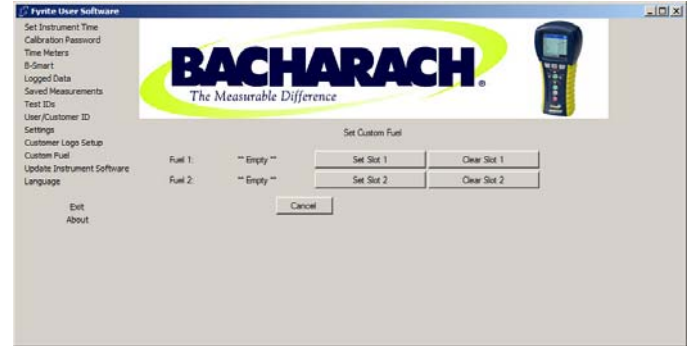 Fyrite User Software
Set Instrument Time
Calibration Password
Time Meters
B-Smart
Logged Data
Saved Measurements
Test IDs
User/Customer ID
Settings
Customer Logo Setup
Custom Fuel
Update Instrument Software
Language
Exit
About
BACHARACH®
The Measurable Difference
Set Custom Fuel
Fuel 1: ** Empty ** Set Slot 1 Clear Slot 1
Fuel 2: ** Empty ** Set Slot 2 Clear Slot 2
Cancel